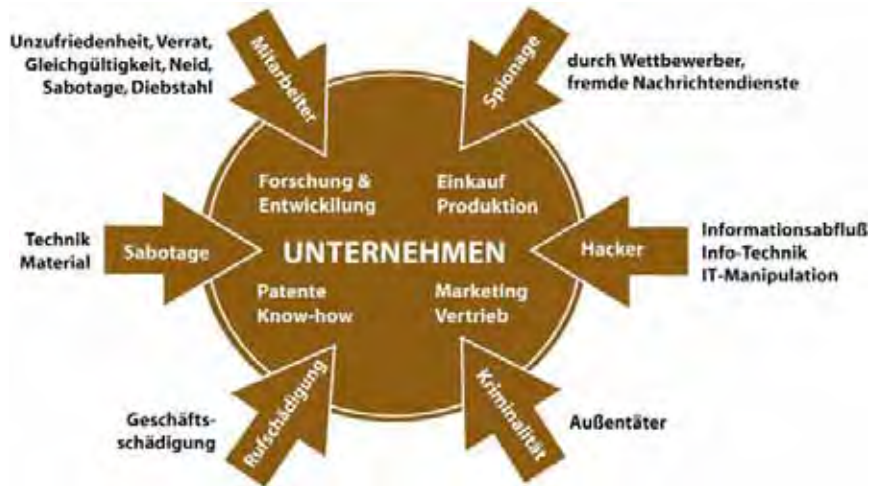 Unzufriedenheit, Verrat,
Gleichgültigkeit, Neid,
Sabotage, Diebstahl
Mitarbeiter
Spionage
durch Wettbewerber,
fremde Nachrichtendienste
Forschung &
Entwickilung
Einkauf
Produktion
Technik
Material
Sabotage
UNTERNEHMEN
Hacker
Informationsabfluß
Info-Technik
IT-Manipulation
Patente
Know-how
Marketing
Vertrieb
Geschäfts-
schädigung
Rufschädigung
Kriminalität
Außentäter